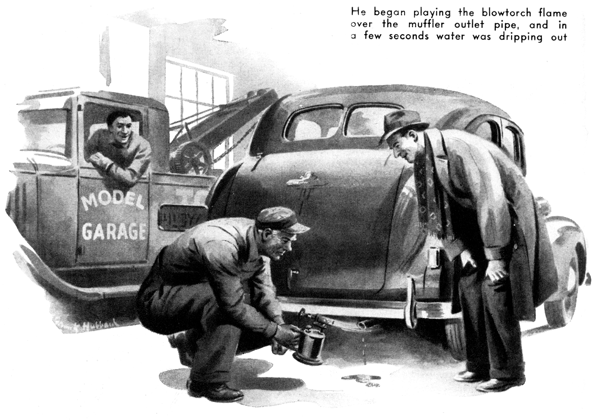 He began playing the blowtorch flame
over the muffler outlet pipe, and in
a few seconds water was dripping out
MODEL
GARAGE